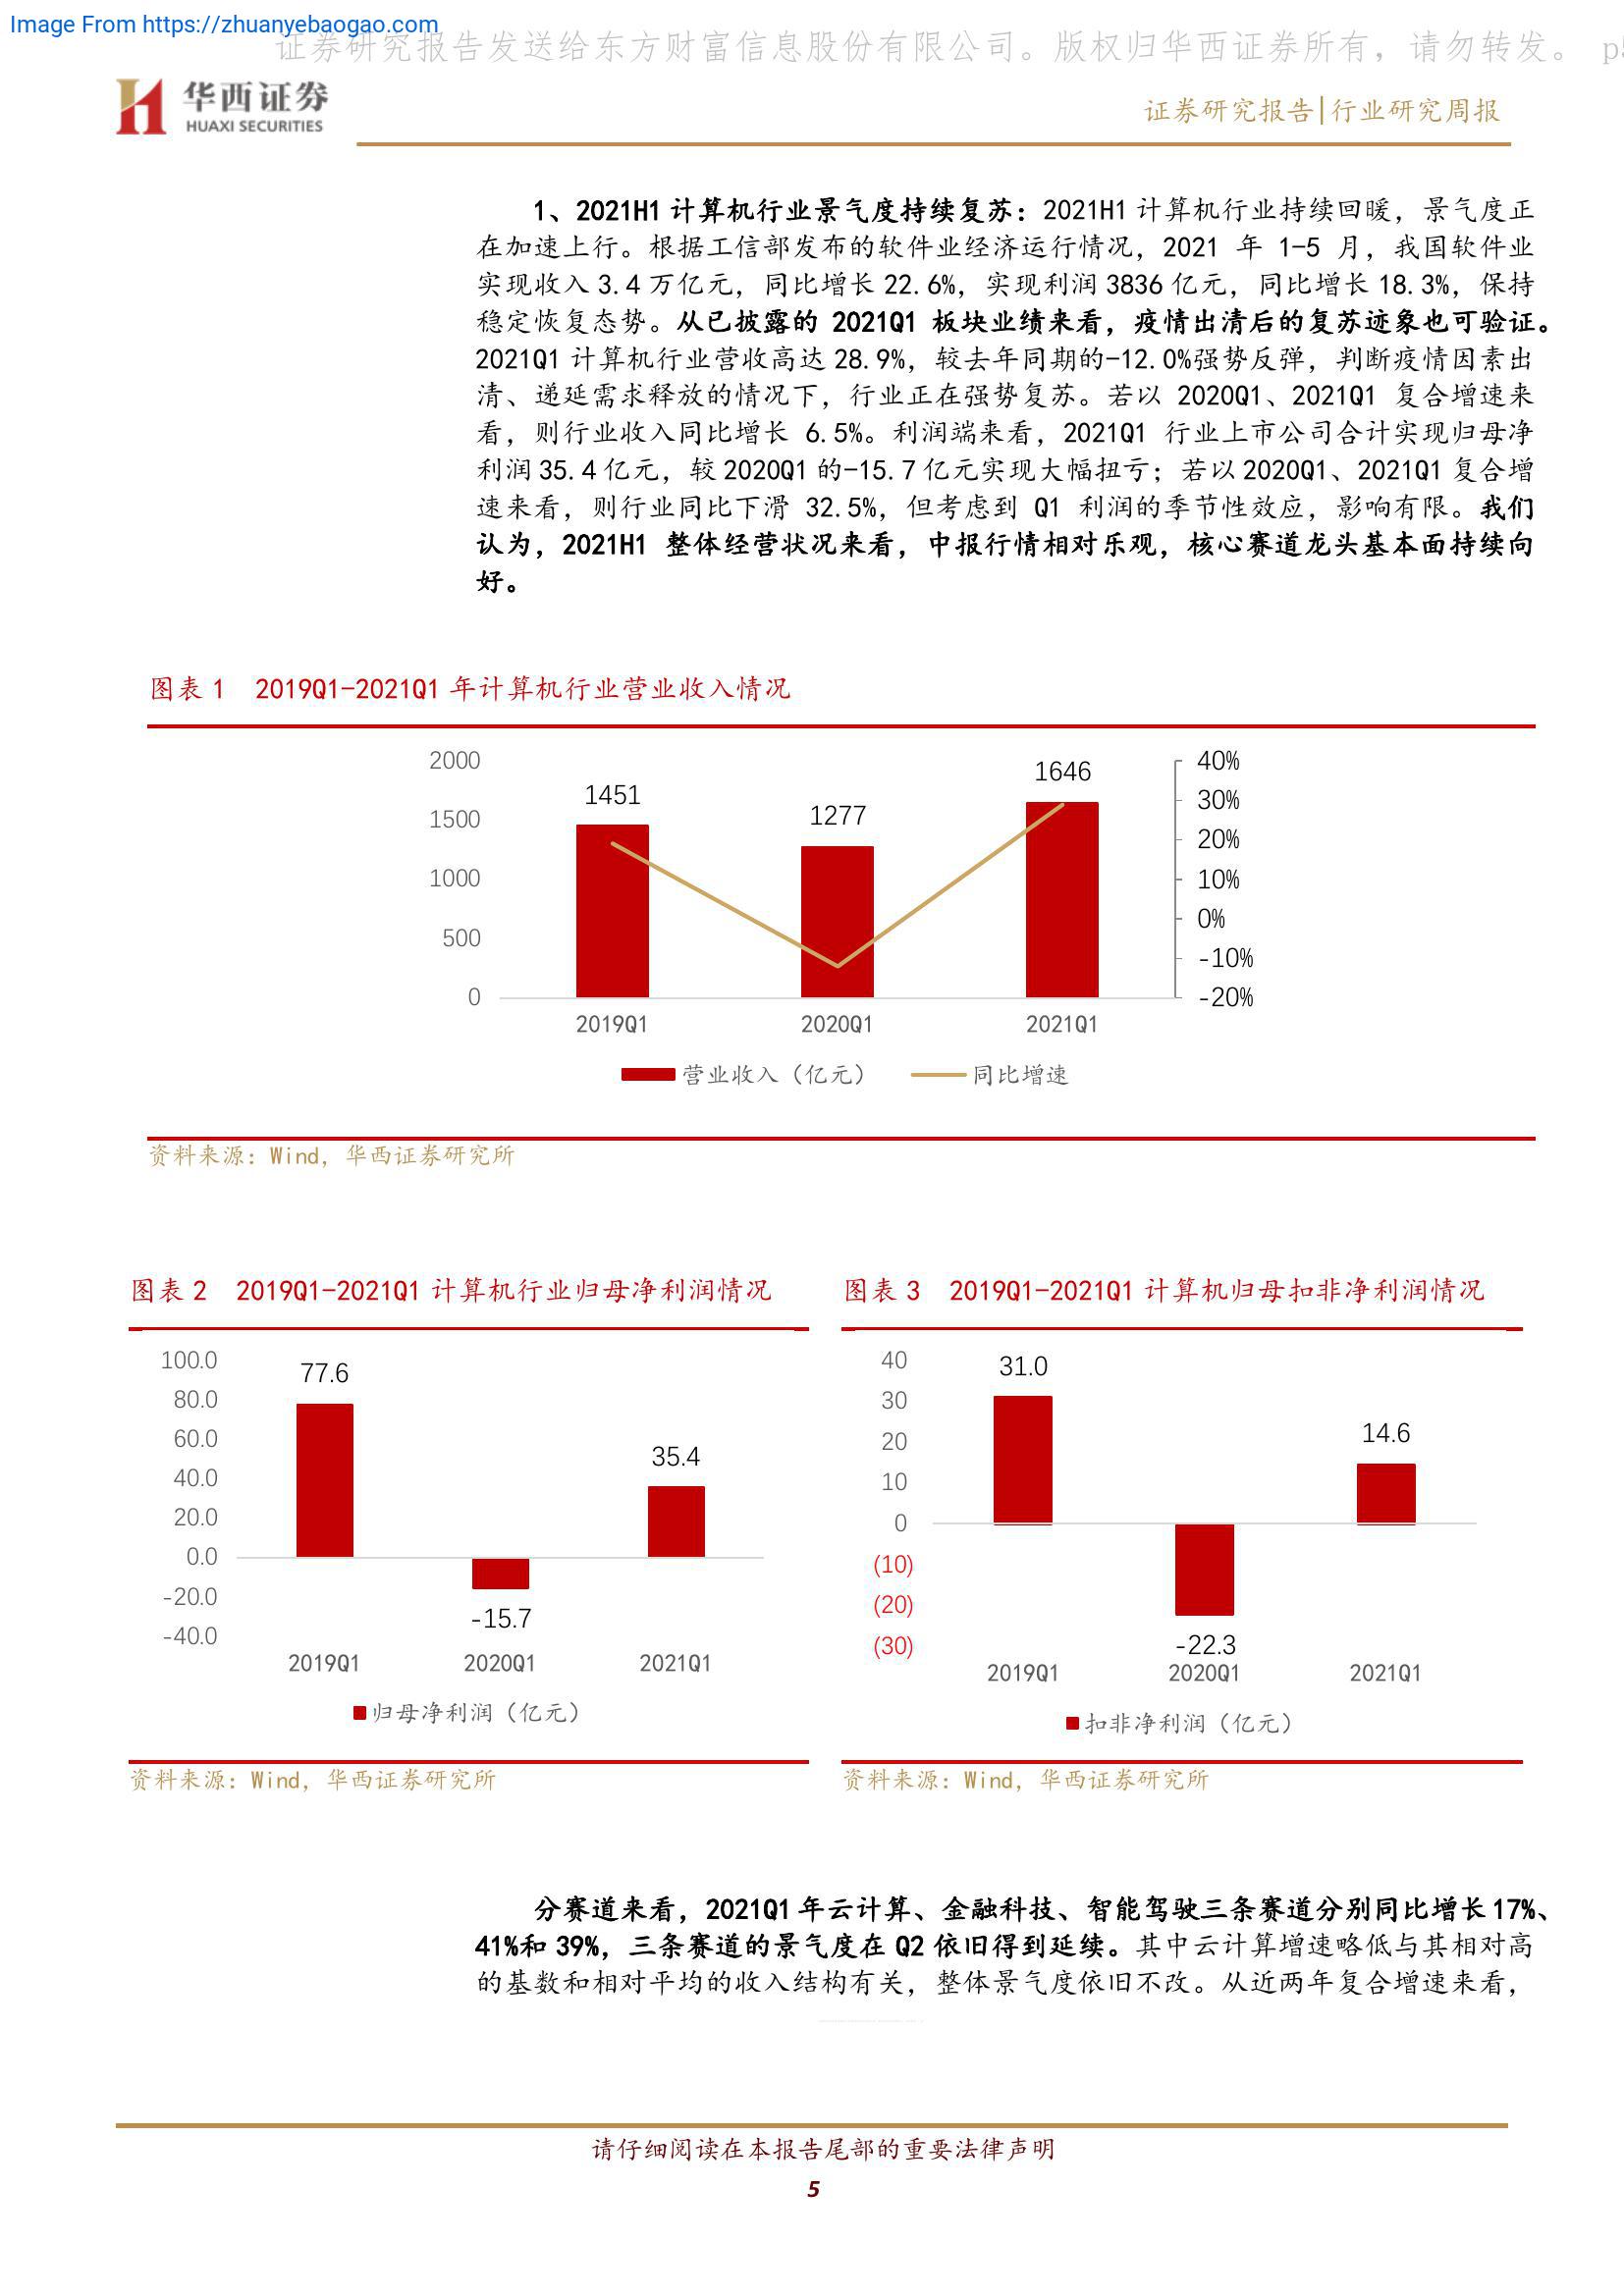 Image From https://zhuanyebaogao.com
证券研究报告发送给东方财富信息股份有限公司。版权归华西证券所有，请勿转发。 p5
华西证券
HUAXI SECURITIES
证券研究报告|行业研究周报
1、2021H1 计算机行业景气度持续复苏：2021H1 计算机行业持续回暖，景气度正
在加速上行。根据工信部发布的软件业经济运行情况，2021 年 1-5 月，我国软件业
实现收入 3.4 万亿元，同比增长 22.6%，实现利润 3836 亿元，同比增长 18.3%，保持
稳定恢复态势。从已披露的 2021Q1 板块业绩来看，疫情出清后的复苏迹象也可验证。
2021Q1 计算机行业营收高达 28.9%，较去年同期的-12.0%强势反弹，判断疫情因素出
清、递延需求释放的情况下，行业正在强势复苏。若以 2020Q1、2021Q1 复合增速来
看，则行业收入同比增长 6.5%。利润端来看，2021Q1 行业上市公司合计实现归母净
利润 35.4 亿元，较 2020Q1 的-15.7 亿元实现大幅扭亏；若以 2020Q1、2021Q1 复合增
速来看，则行业同比下滑 32.5%，但考虑到 Q1 利润的季节性效应，影响有限。我们
认为，2021H1 整体经营状况来看，中报行情相对乐观，核心赛道龙头基本面持续向
好。
图表 1 2019Q1-2021Q1 年计算机行业营业收入情况
2000
1500
1000
500
0
1451
1277
1646
40%
30%
20%
10%
0%
-10%
-20%
2019Q1 2020Q1 2021Q1
营业收入（亿元） 同比增速
资料来源：Wind，华西证券研究所
图表 2 2019Q1-2021Q1 计算机行业归母净利润情况
100.0
80.0
60.0
40.0
20.0
0.0
-20.0
-40.0
77.6
-15.7
35.4
2019Q1 2020Q1 2021Q1
归母净利润（亿元）
资料来源：Wind，华西证券研究所
图表 3 2019Q1-2021Q1 计算机归母扣非净利润情况
40
30
20
10
0
(10)
(20)
(30)
31.0
-22.3
14.6
2019Q1 2020Q1 2021Q1
扣非净利润（亿元）
资料来源：Wind，华西证券研究所
分赛道来看，2021Q1 年云计算、金融科技、智能驾驶三条赛道分别同比增长 17%、
41%和 39%，三条赛道的景气度在 Q2 依旧得到延续。其中云计算增速略低与其相对高
的基数和相对平均的收入结构有关，整体景气度依旧不改。从近两年复合增速来看，
请仔细阅读在本报告尾部的重要法律声明
5